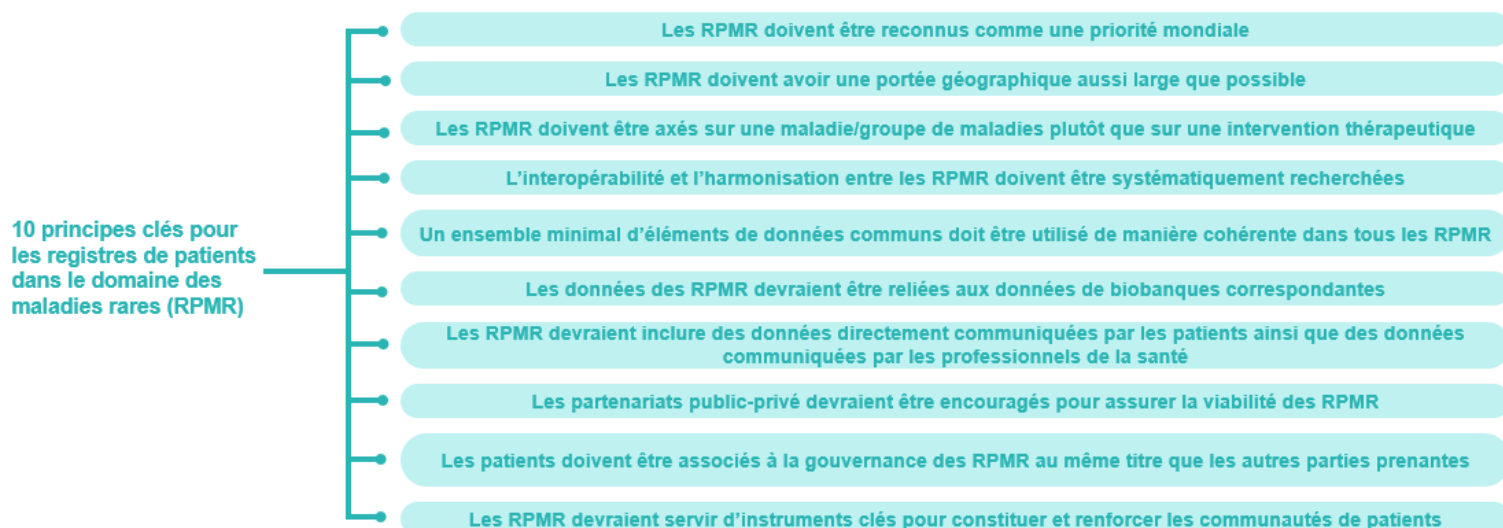 10 principes clés pour
les registres de patients
dans le domaine des
maladies rares (RPMR)
Les RPMR doivent être reconnus comme une priorité mondiale
Les RPMR doivent avoir une portée géographique aussi large que possible
Les RPMR doivent être axés sur une maladie/groupe de maladies plutôt que sur une intervention thérapeutique
L’interopérabilité et l’harmonisation entre les RPMR doivent être systématiquement recherchées
Un ensemble minimal d’éléments de données communs doit être utilisé de manière cohérente dans tous les RPMR
Les données des RPMR devraient être reliées aux données de biobanques correspondantes
Les RPMR devraient inclure des données directement communiquées par les patients ainsi que des données
communiquées par les professionnels de la santé
Les partenariats public-privé devraient être encouragés pour assurer la viabilité des RPMR
Les patients doivent être associés à la gouvernance des RPMR au même titre que les autres parties prenantes
Les RPMR devraient servir d’instruments clés pour constituer et renforcer les communautés de patients